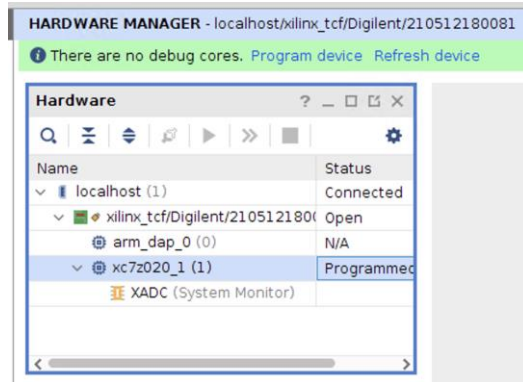 HARDWARE MANAGER - localhost/xilinx_tcf/Digilent/210512180081
There are no debug cores. Program device Refresh device
Hardware ? _
Name Status
localhost (1) Connected
xilinx_tcf/Digilent/210512180( Open
arm_dap_0 (0) N/A
xc7z020_1 (1) Programmed
XADC (System Monitor)